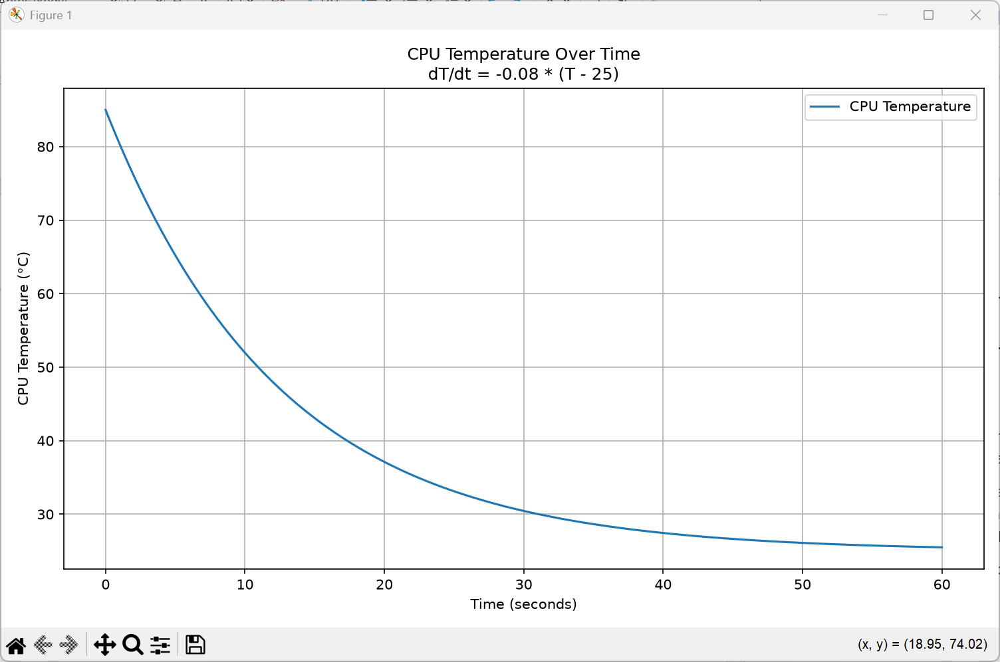 Figure 1
CPU Temperature Over Time
dT/dt = -0.08 * (T - 25)
CPU Temperature
CPU Temperature (°C)
80
70
60
50
40
30
0 10 20 30 40 50 60
Time (seconds)
(x, y) = (18.95, 74.02)